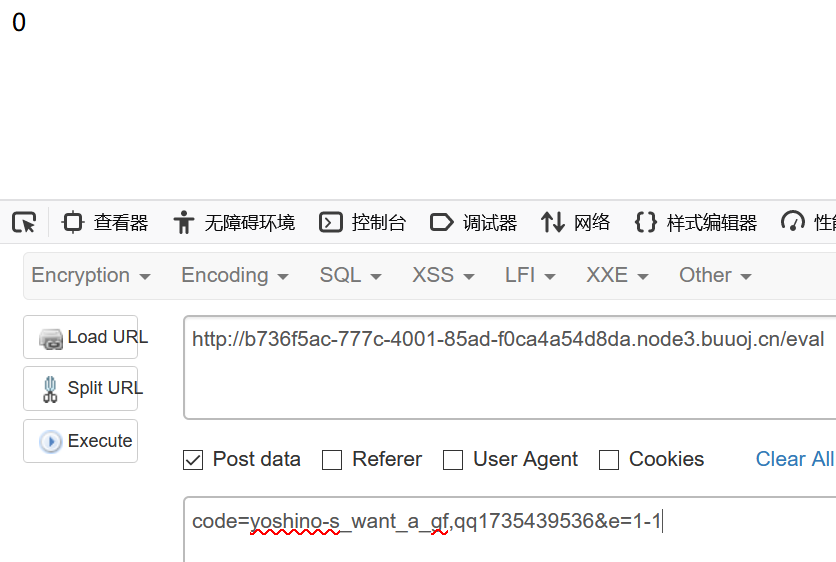 0
查看器 无障碍环境 控制台 调试器 网络 样式编辑器 性能
Encryption Encoding SQL XSS LFI XXE Other
Load URL
http://b736f5ac-777c-4001-85ad-f0ca4a54d8da.node3.buuoj.cn/eval
Split URL
Execute
Post data Referer User Agent Cookies Clear All
code=yoshino-s_want_a_gf,qq1735439536&e=1-1